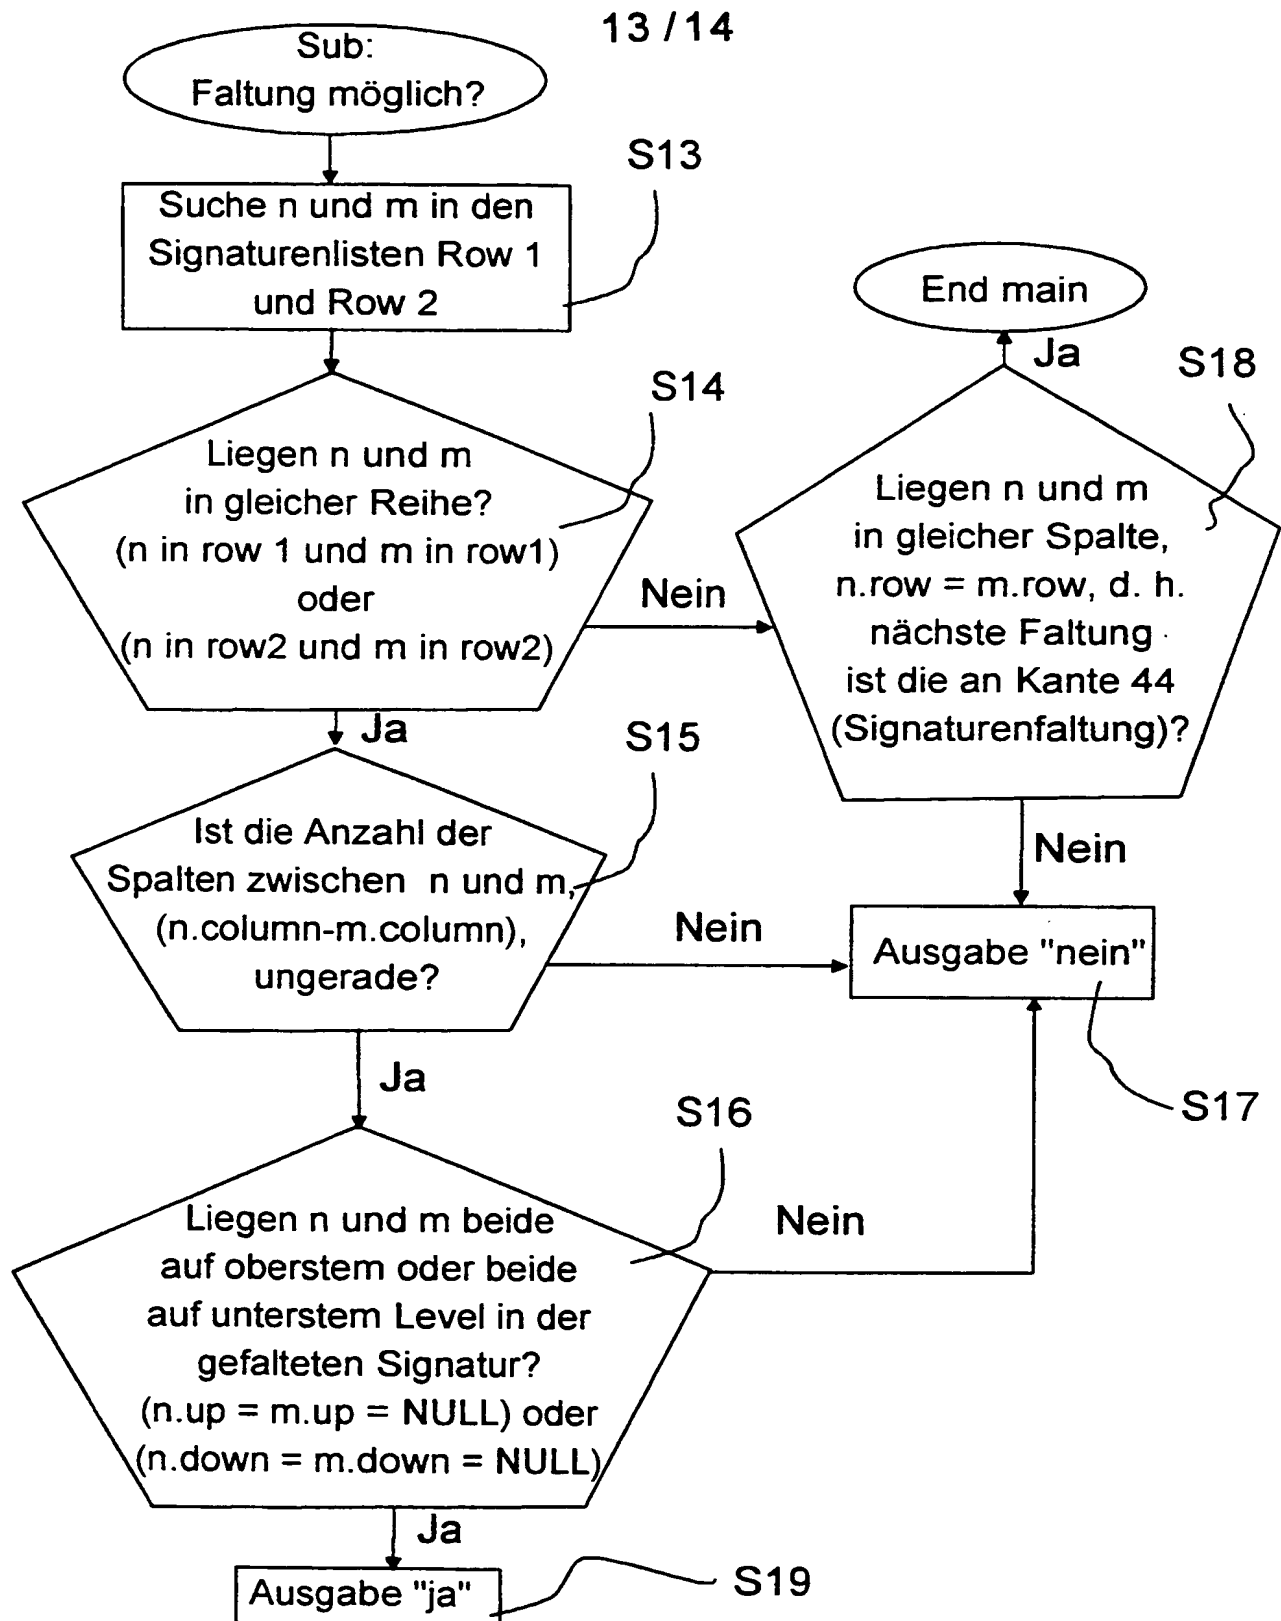 13 / 14
Sub:
Faltung möglich?
S13
Suche n und m in den
Signaturenlisten Row 1
und Row 2
End main
Ja
S18
S14
Liegen n und m
in gleicher Reihe?
(n in row 1 und m in row1)
oder
(n in row2 und m in row2)
Nein
Liegen n und m
in gleicher Spalte,
n.row = m.row, d. h.
nächste Faltung
ist die an Kante 44
(Signaturenfaltung)?
Ja
S15
Ist die Anzahl der
Spalten zwischen n und m,
(n.column-m.column),
ungerade?
Nein
Nein
Ausgabe "nein"
S17
Ja
S16
Liegen n und m beide
auf oberstem oder beide
auf unterstem Level in der
gefalteten Signatur?
(n.up = m.up = NULL) oder
(n.down = m.down = NULL)
Nein
Ja
Ausgabe "ja"
S19